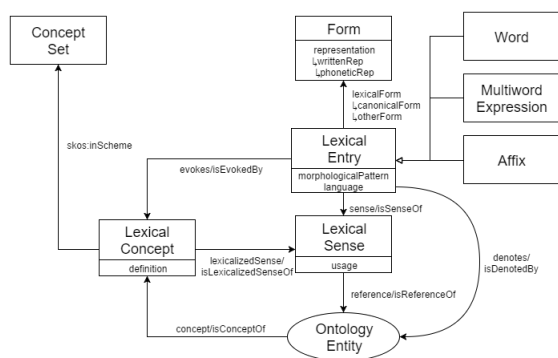 Concept
Set
Form
representation
↳writtenRep
↳phoneticRep
Word
Multiword
Expression
Affix
lexicalForm
↳canonicalForm
↳otherForm
skos:inScheme
evokes/isEvokedBy
Lexical
Entry
morphologicalPattern
language
sense/isSenseOf
Lexical
Concept
definition
lexicalizedSense/
isLexicalizedSenseOf
Lexical
Sense
usage
denotes/
isDenotedBy
reference/isReferenceOf
concept/isConceptOf
Ontology
Entity